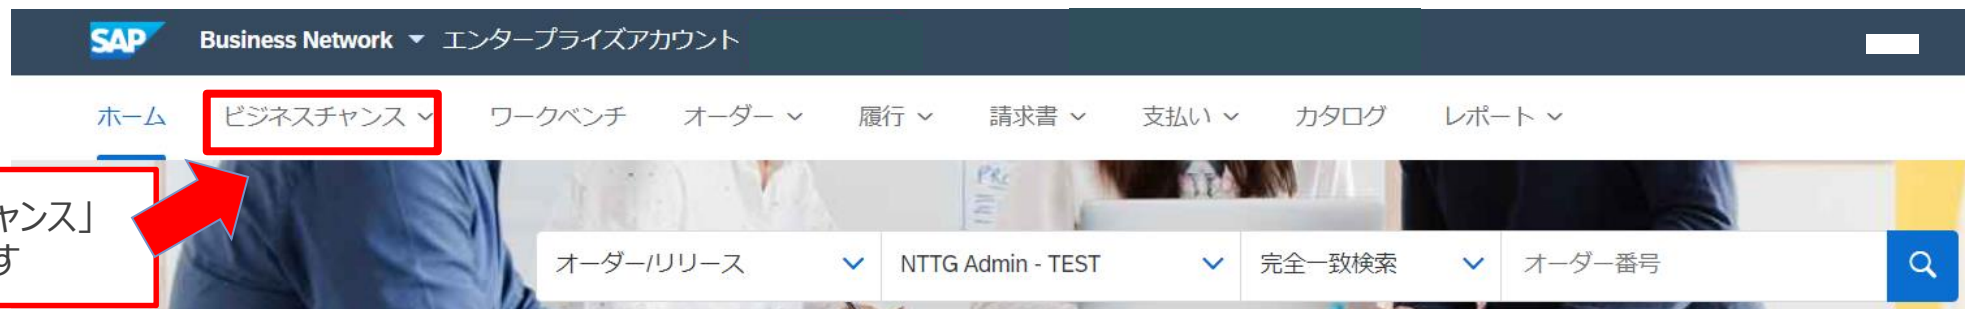 SAP Business Network エンタープライズアカウント
ホーム ビジネスチャンス ワークベンチ オーダー 履行 請求書 支払い カタログ レポート
ャンス」
す
オーダー/リリース NTTG Admin - TEST 完全一致検索 オーダー番号